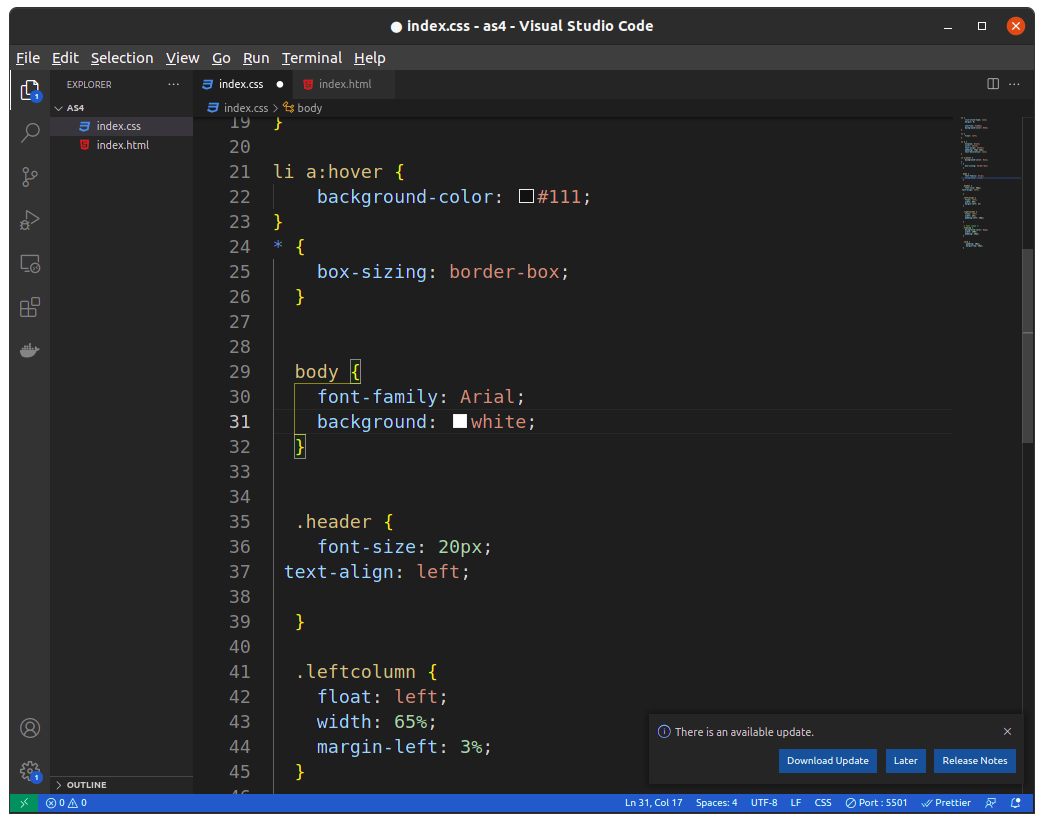 ● index.css - as4 - Visual Studio Code
File Edit Selection View Go Run Terminal Help
EXPLORER
AS4
index.css
index.html
OUTLINE
index.css ● index.html
index.css > body
19 }
20
21 li a:hover {
22 background-color: #111;
23 }
24 * {
25 box-sizing: border-box;
26 }
27
28
29 body {
30 font-family: Arial;
31 background: white;
32 }
33
34
35 .header {
36 font-size: 20px;
37 text-align: left;
38
39 }
40
41 .leftcolumn {
42 float: left;
43 width: 65%;
44 margin-left: 3%;
45 }
46
There is an available update.
Download Update Later Release Notes
1
1
0 0 Ln 31, Col 17 Spaces: 4 UTF-8 LF CSS Port : 5501 Prettier